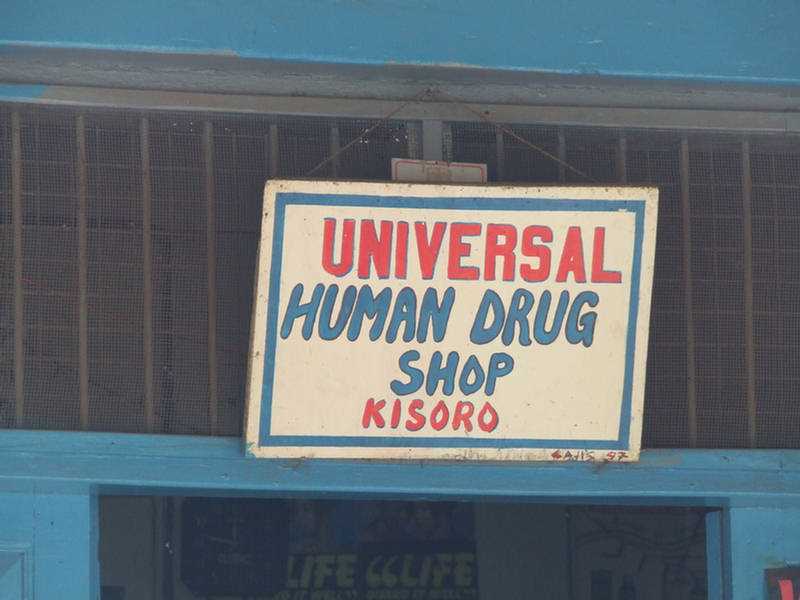 UNIVERSAL
HUMAN DRUG
SHOP
KISORO
LIFE “LIFE